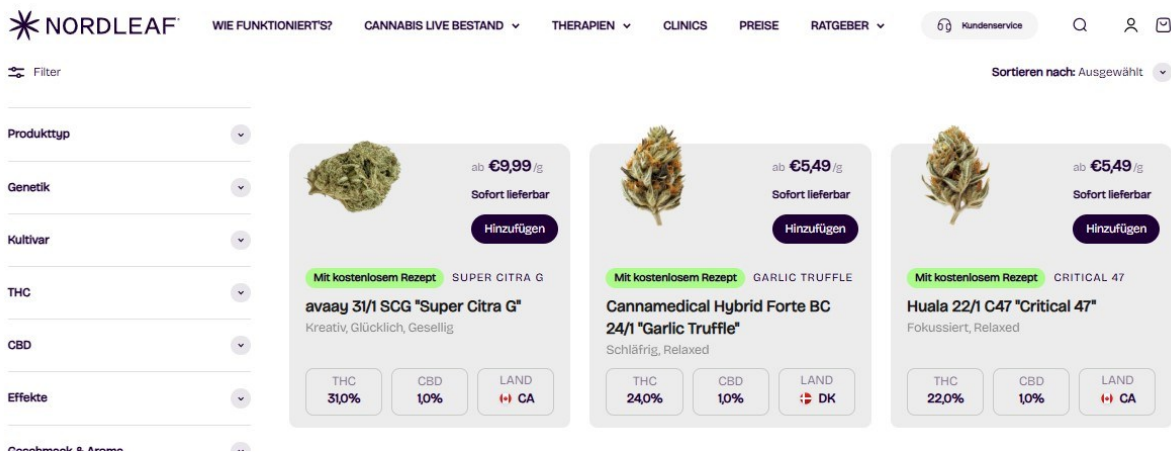 NORDLEAF
WIE FUNKTIONIERT'S? CANNABIS LIVE BESTAND THERAPIEN CLINICS PREISE RATGEBER Kundenservice
Filter
Sortieren nach: Ausgewählt
Produkttyp
Genetik
Kultivar
THC
CBD
Effekte
Geschmack & Aroma
ab €9,99 /g
Sofort lieferbar
Hinzufügen
Mit kostenlosem Rezept SUPER CITRA G
avaay 31/1 SCG "Super Citra G"
Kreativ, Glücklich, Gesellig
THC CBD LAND
31,0% 1,0% CA
ab €5,49 /g
Sofort lieferbar
Hinzufügen
Mit kostenlosem Rezept GARLIC TRUFFLE
Cannamedical Hybrid Forte BC
24/1 "Garlic Truffle"
Schläfrig, Relaxed
THC CBD LAND
24,0% 1,0% DK
ab €5,49 /g
Sofort lieferbar
Hinzufügen
Mit kostenlosem Rezept CRITICAL 47
Huala 22/1 C47 "Critical 47"
Fokussiert, Relaxed
THC CBD LAND
22,0% 1,0% CA